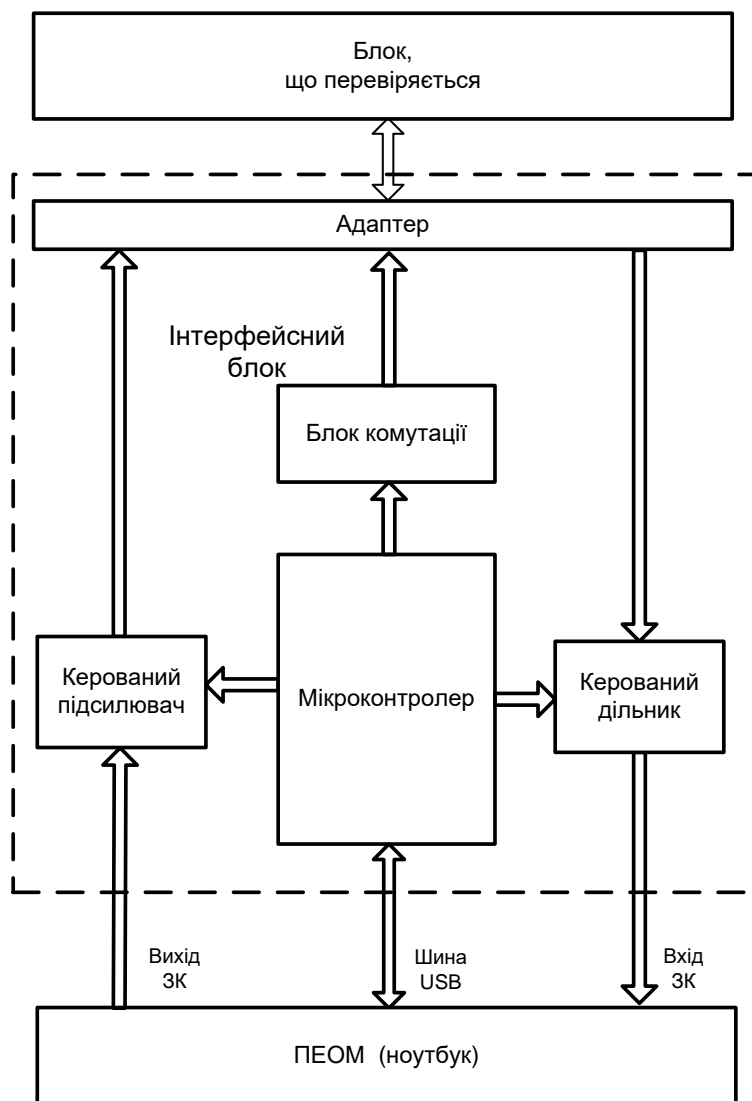 Блок,
що перевіряється
Адаптер
Інтерфейсний
блок
Блок комутації
Керований
підсилювач
Мікроконтролер
Керований
дільник
Вихід
ЗК
Шина
USB
Вхід
ЗК
ПЕОМ (ноутбук)